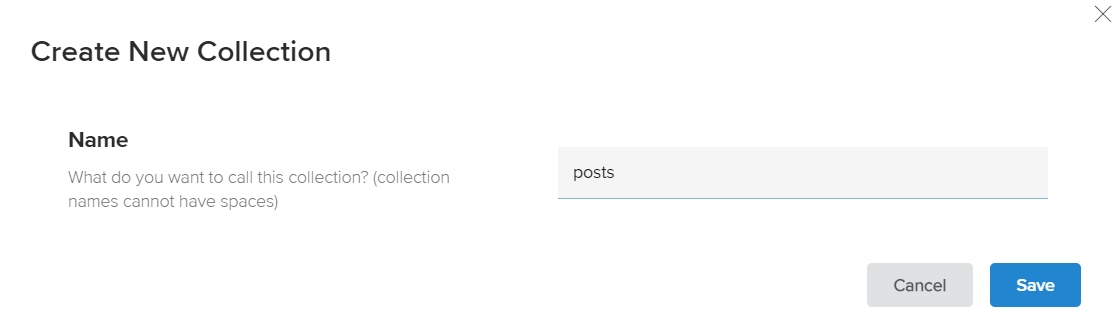 Create New Collection
Name
What do you want to call this collection? (collection
names cannot have spaces)
posts
Cancel
Save